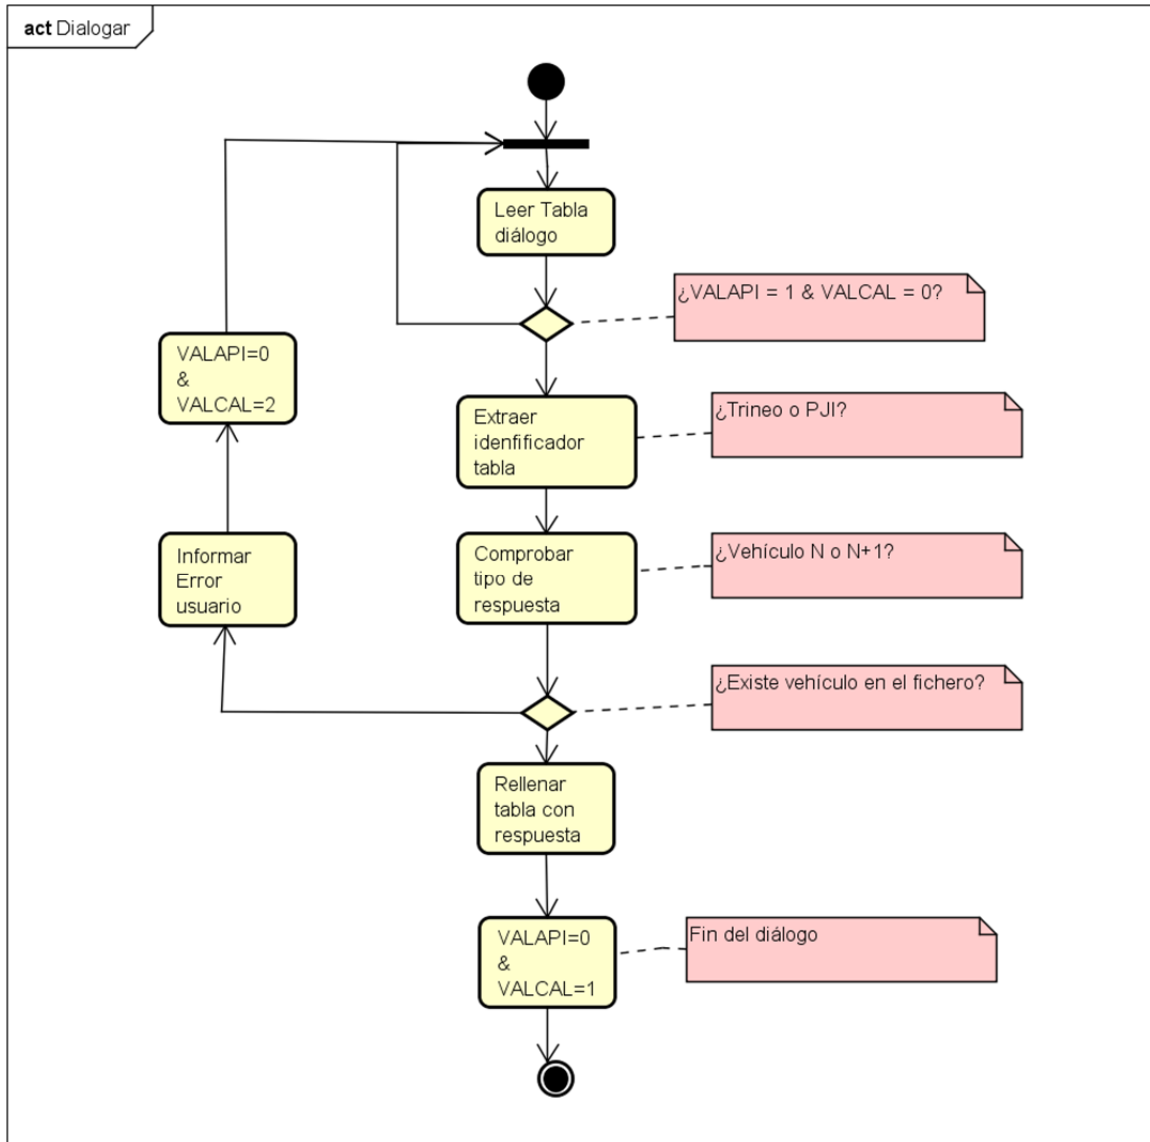 act Dialogar
Leer Tabla
diálogo
¿VALAPI = 1 & VALCAL = 0?
VALAPI=0
&
VALCAL=2
Extraer
idenfificador
tabla
¿Trineo o PJI?
Informar
Error
usuario
Comprobar
tipo de
respuesta
¿Vehículo N o N+1?
¿Existe vehículo en el fichero?
Rellenar
tabla con
respuesta
VALAPI=0
&
VALCAL=1
Fin del diálogo